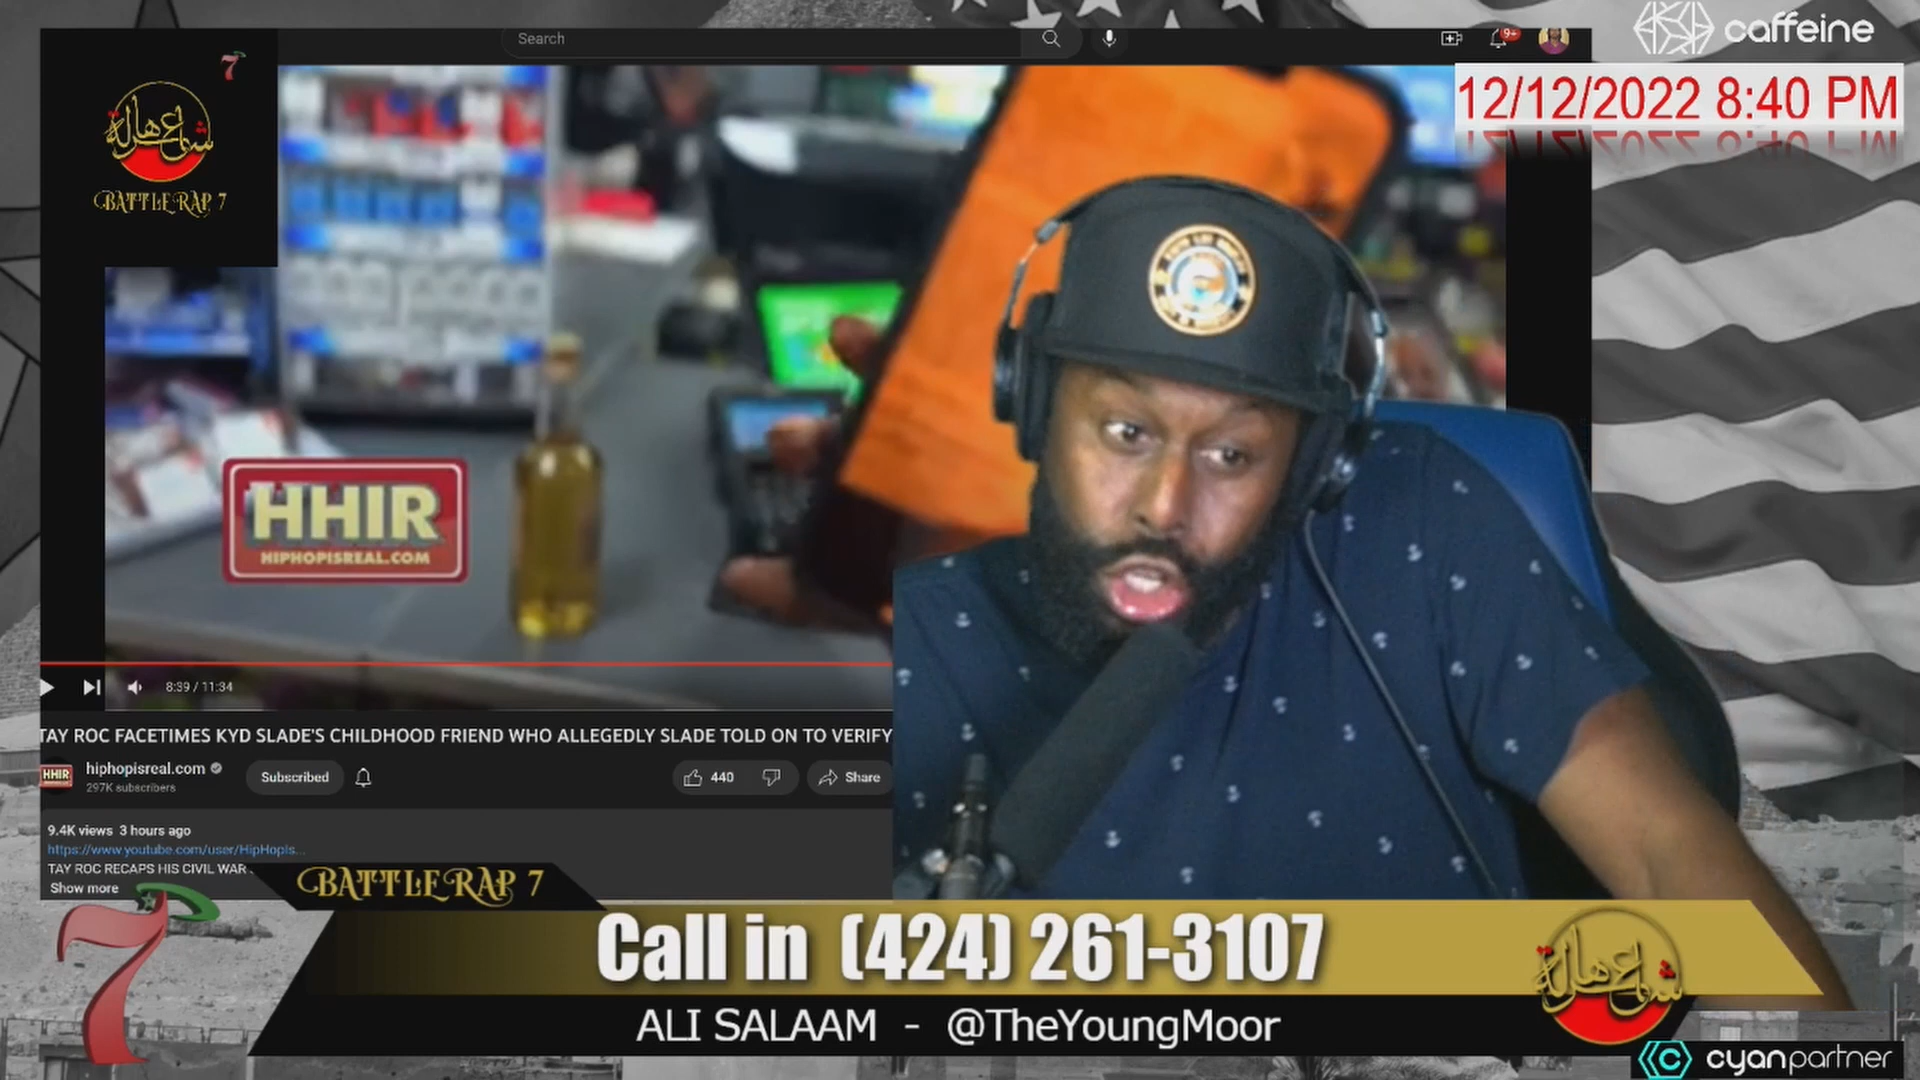 Search
9+
caffeine
12/12/2022 8:40 PM
7
BATTLE RAP 7
HHIR
HIPHOPISREAL.COM
8:39 / 11:34
TAY ROC FACETIMES KYD SLADE'S CHILDHOOD FRIEND WHO ALLEGEDLY SLADE TOLD ON TO VERIFY
HHIR
hiphopisreal.com
297K subscribers
Subscribed
440
Share
9.4K views 3 hours ago
https://www.youtube.com/user/HipHopIs...
TAY ROC RECAPS HIS CIVIL WAR
Show more
BATTLE RAP 7
7
Call in (424) 261-3107
ALI SALAAM - @TheYoungMoor
cyanpartner